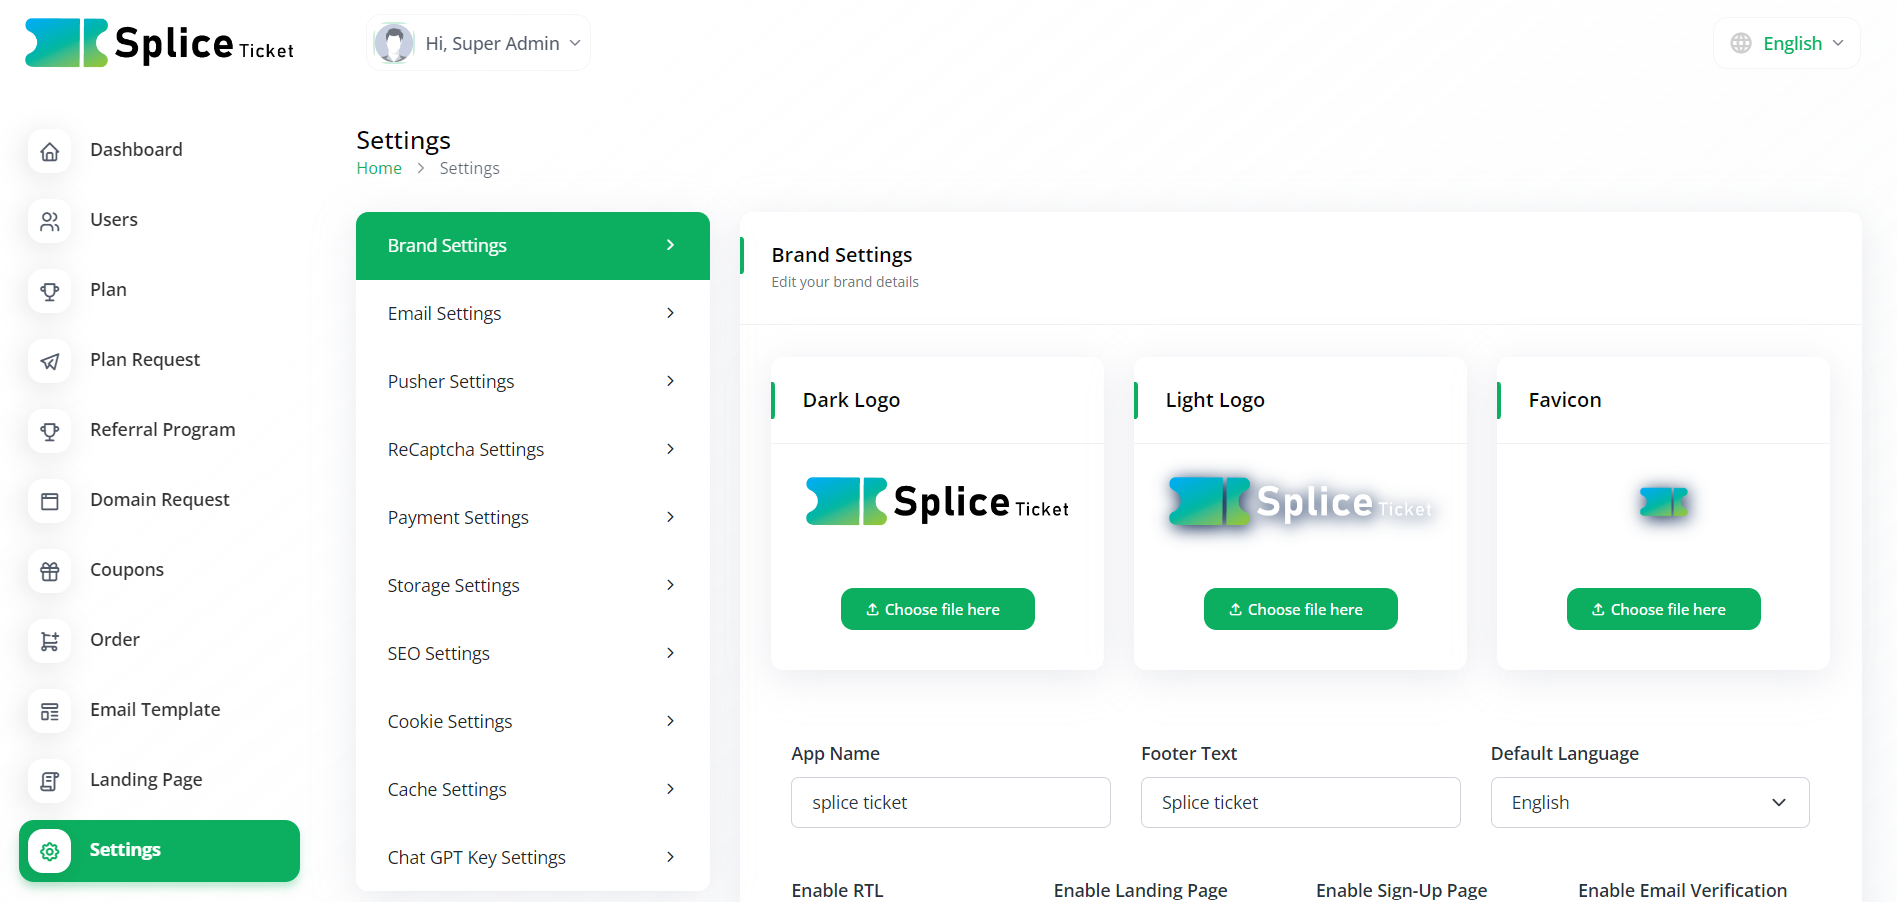 Splice Ticket
Hi, Super Admin
English
Dashboard
Users
Plan
Plan Request
Referral Program
Domain Request
Coupons
Order
Email Template
Landing Page
Settings
Settings
Home > Settings
Brand Settings
Email Settings
Pusher Settings
ReCaptcha Settings
Payment Settings
Storage Settings
SEO Settings
Cookie Settings
Cache Settings
Chat GPT Key Settings
Brand Settings
Edit your brand details
Dark Logo
Splice Ticket
Choose file here
Light Logo
Splice Ticket
Choose file here
Favicon
Choose file here
App Name
splice ticket
Footer Text
Splice ticket
Default Language
English
Enable RTL
Enable Landing Page
Enable Sign-Up Page
Enable Email Verification